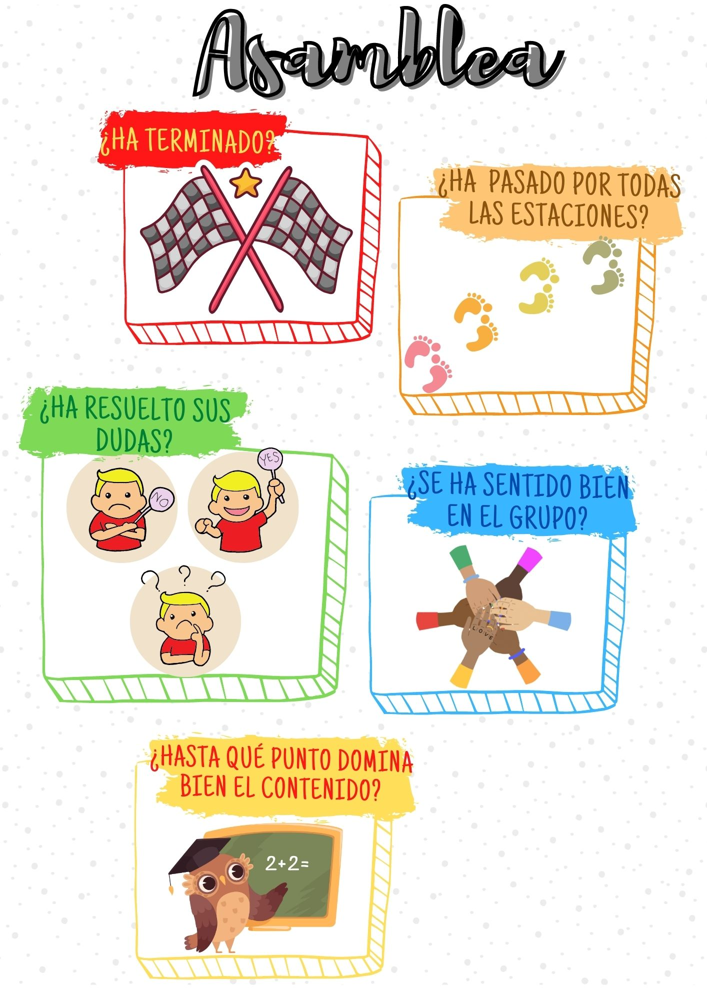 Asamblea
¿HA TERMINADO?
¿HA PASADO POR TODAS
LAS ESTACIONES?
¿HA RESUELTO SUS
DUDAS?
NO
YES
¿SE HA SENTIDO BIEN
EN EL GRUPO?
LOVE
¿HASTA QUÉ PUNTO DOMINA
BIEN EL CONTENIDO?
2+2=